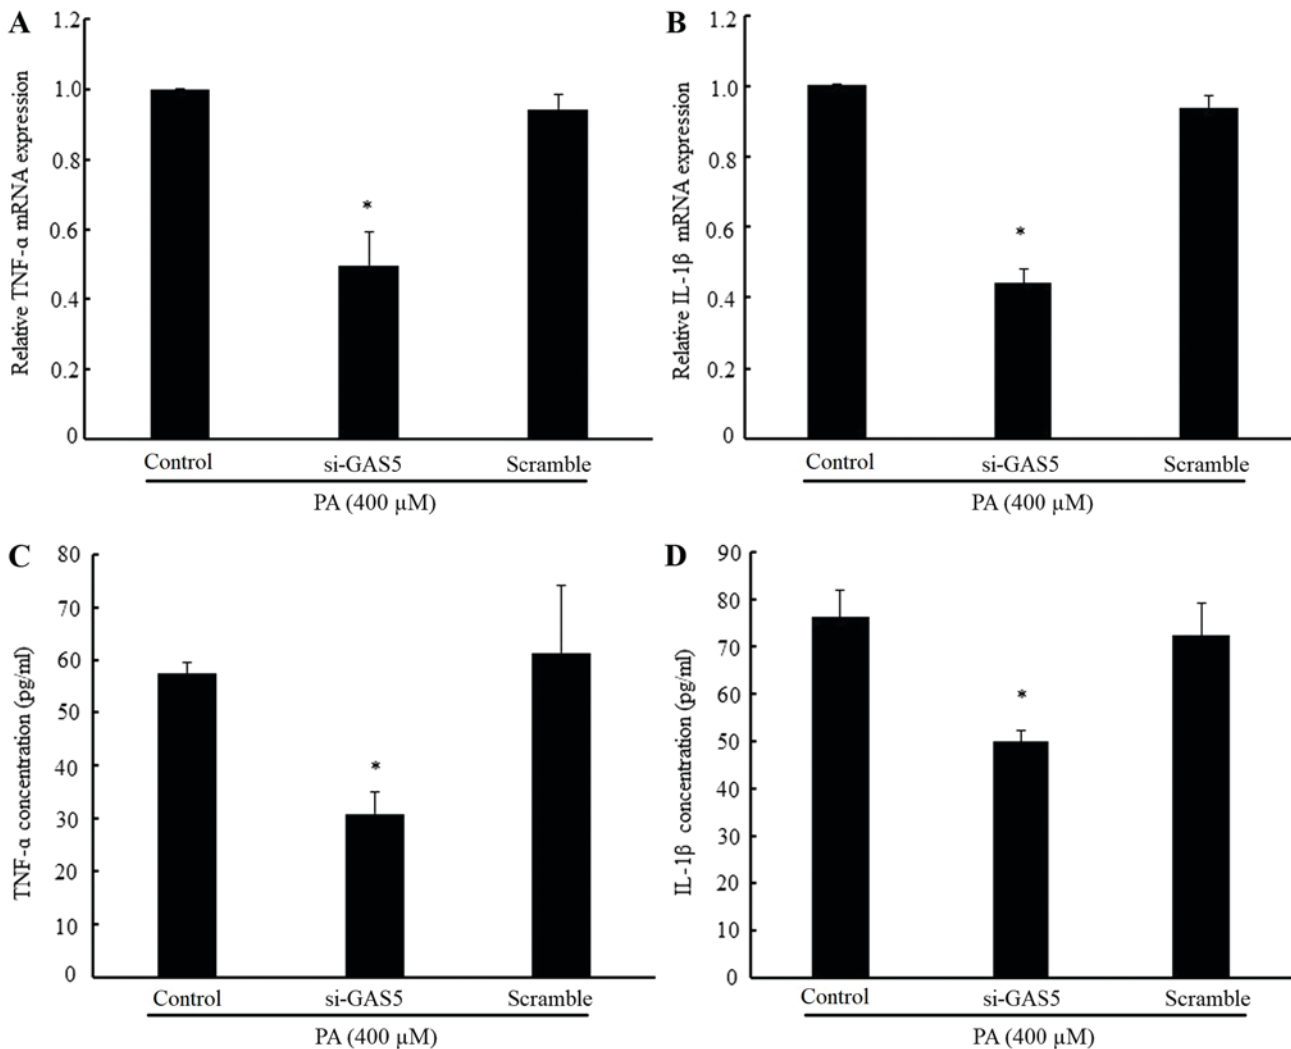 A
Relative TNF-α mRNA expression
1.2
1.0
0.8
0.6
0.4
0.2
0
*
Control si-GAS5 Scramble
PA (400 µM)
B
Relative IL-1β mRNA expression
1.2
1.0
0.8
0.6
0.4
0.2
0
*
Control si-GAS5 Scramble
PA (400 µM)
C
TNF-α concentration (pg/ml)
80
70
60
50
40
30
20
10
0
*
Control si-GAS5 Scramble
PA (400 µM)
D
IL-1β concentration (pg/ml)
90
80
70
60
50
40
30
20
10
0
*
Control si-GAS5 Scramble
PA (400 µM)